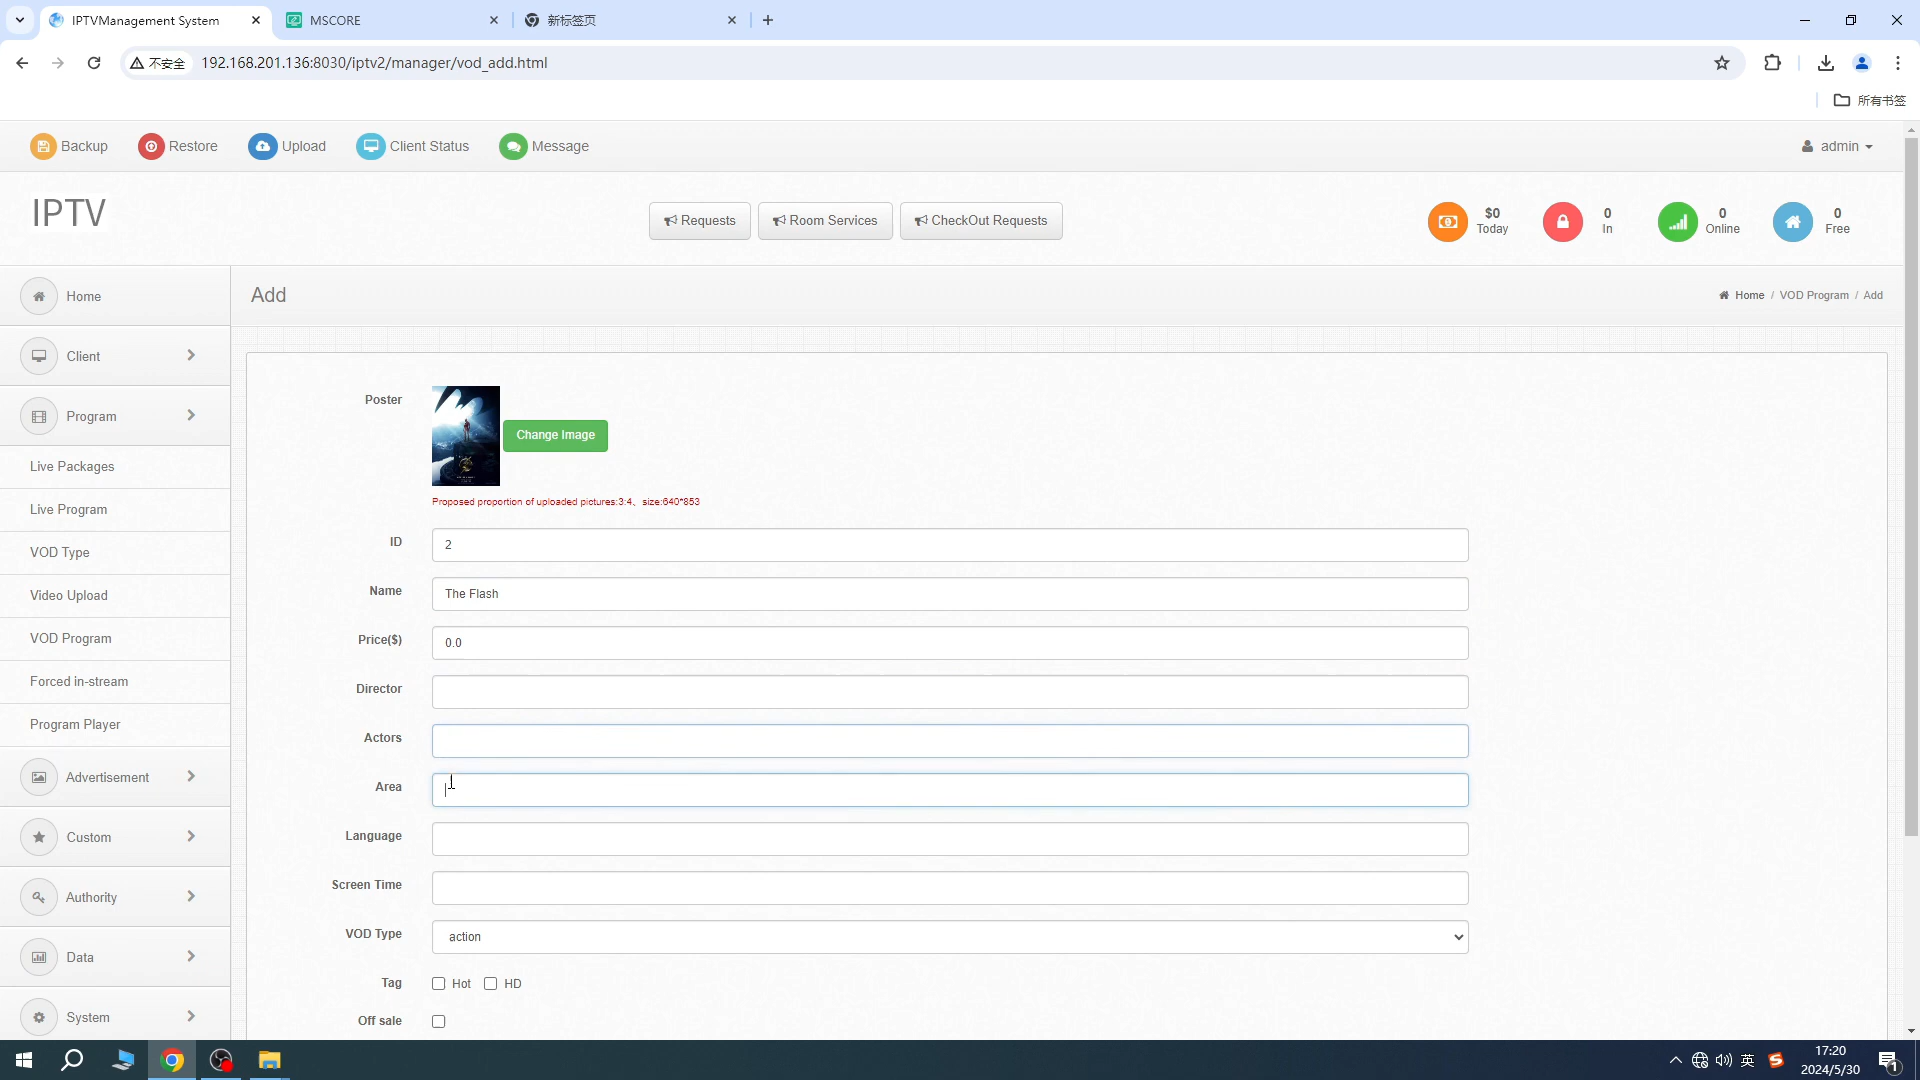 IPTVManagement System
MSCORE
新标签页
不安全
192.168.201.136:8030/iptv2/manager/vod_add.html
所有书签
Backup
Restore
Upload
Client Status
Message
admin
IPTV
Requests
Room Services
CheckOut Requests
$0
Today
0
In
0
Online
0
Free
Home
Client
Program
Live Packages
Live Program
VOD Type
Video Upload
VOD Program
Forced in-stream
Program Player
Advertisement
Custom
Authority
Data
System
Add
Home / VOD Program / Add
Poster
Change Image
Proposed proportion of uploaded pictures:3:4、size:640*853
ID
2
Name
The Flash
Price($)
0.0
Director
Actors
Area
Language
Screen Time
VOD Type
action
Tag
Hot
HD
Off sale
英
17:20
2024/5/30
1